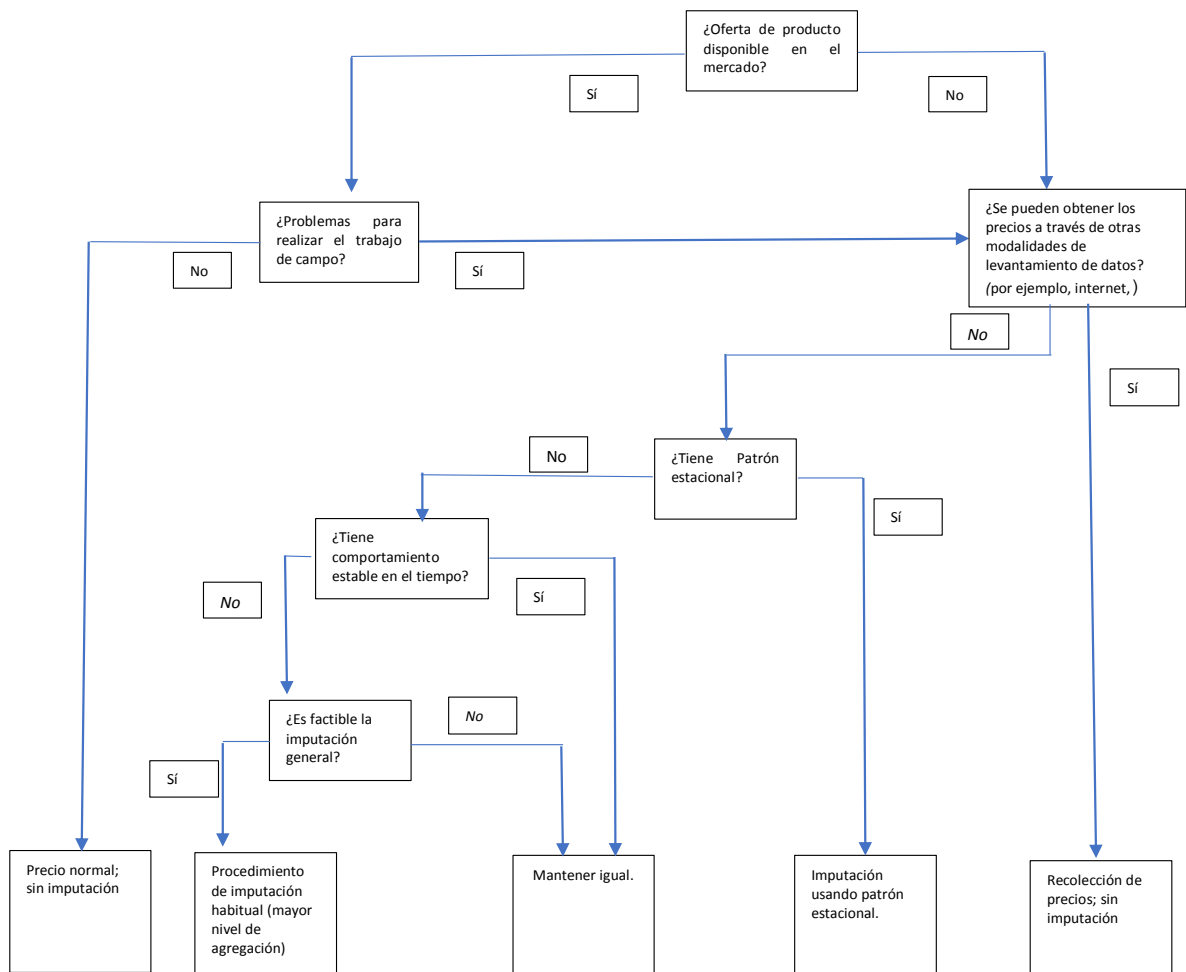 ¿Oferta de producto
disponible en el
mercado?
Sí
No
¿Problemas para
realizar el trabajo
de campo?
¿Se pueden obtener los
precios a través de otras
modalidades de
levantamiento de datos?
(por ejemplo, internet,)
No
Sí
No
Sí
¿Tiene Patrón
estacional?
No
Sí
¿Tiene
comportamiento
estable en el tiempo?
No
Sí
¿Es factible la
imputación
general?
No
Sí
Precio normal;
sin imputación
Procedimiento
de imputación
habitual (mayor
nivel de
agregación)
Mantener igual.
Imputación
usando patrón
estacional.
Recolección de
precios; sin
imputación